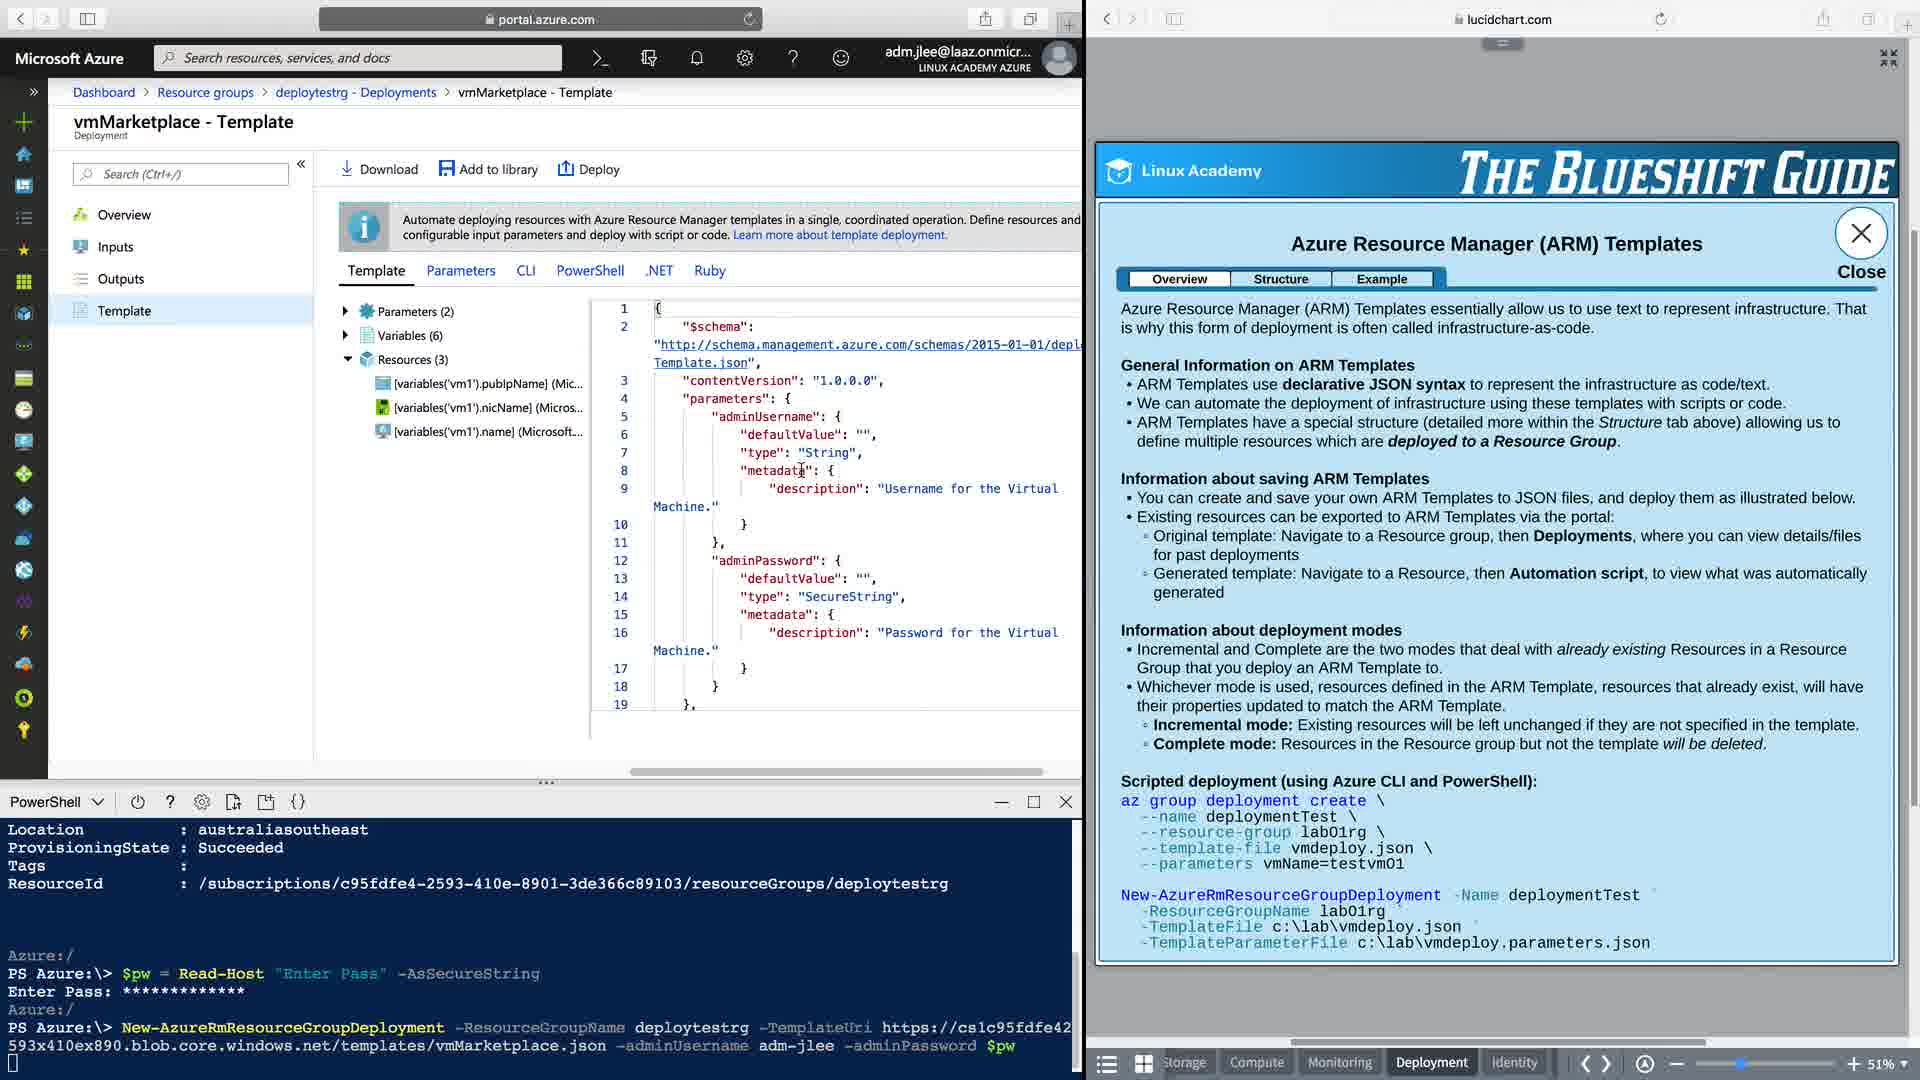 portal.azure.com
Microsoft Azure
Search resources, services, and docs
adm.jlee@laaz.onmicr...
LINUX ACADEMY AZURE
Dashboard > Resource groups > deploytestrg - Deployments > vmMarketplace - Template
vmMarketplace - Template
Deployment
Search (Ctrl+/)
Overview
Inputs
Outputs
Template
Download
Add to library
Deploy
Automate deploying resources with Azure Resource Manager templates in a single, coordinated operation. Define resources and
configurable input parameters and deploy with script or code. Learn more about template deployment.
Template Parameters CLI PowerShell .NET Ruby
Parameters (2)
Variables (6)
Resources (3)
[variables('vm1').pubIpName] (Mic...
[variables('vm1').nicName] (Micros...
[variables('vm1').name] (Microsoft...
1 {
2 "$schema":
"http://schema.management.azure.com/schemas/2015-01-01/depl
Template.json",
3 "contentVersion": "1.0.0.0",
4 "parameters": {
5 "adminUsername": {
6 "defaultValue": "",
7 "type": "String",
8 "metadata": {
9 "description": "Username for the Virtual
Machine."
10 }
11 },
12 "adminPassword": {
13 "defaultValue": "",
14 "type": "SecureString",
15 "metadata": {
16 "description": "Password for the Virtual
Machine."
17 }
18 }
19 },
PowerShell
Location : australiasoutheast
ProvisioningState : Succeeded
Tags :
ResourceId : /subscriptions/c95fdfe4-2593-410e-8901-3de366c89103/resourceGroups/deploytestrg
Azure:/
PS Azure:\> $pw = Read-Host "Enter Pass" -AsSecureString
Enter Pass: *************
Azure:/
PS Azure:\> New-AzureRmResourceGroupDeployment -ResourceGroupName deploytestrg -TemplateUri https://cs1c95fdfe42
593x410ex890.blob.core.windows.net/templates/vmMarketplace.json -adminUsername adm-jlee -adminPassword $pw
lucidchart.com
Linux Academy
THE BLUESHIFT GUIDE
Azure Resource Manager (ARM) Templates
Close
Overview Structure Example
Azure Resource Manager (ARM) Templates essentially allow us to use text to represent infrastructure. That
is why this form of deployment is often called infrastructure-as-code.
General Information on ARM Templates
• ARM Templates use declarative JSON syntax to represent the infrastructure as code/text.
• We can automate the deployment of infrastructure using these templates with scripts or code.
• ARM Templates have a special structure (detailed more within the Structure tab above) allowing us to
define multiple resources which are deployed to a Resource Group.
Information about saving ARM Templates
• You can create and save your own ARM Templates to JSON files, and deploy them as illustrated below.
• Existing resources can be exported to ARM Templates via the portal:
◦ Original template: Navigate to a Resource group, then Deployments, where you can view details/files
for past deployments
◦ Generated template: Navigate to a Resource, then Automation script, to view what was automatically
generated
Information about deployment modes
• Incremental and Complete are the two modes that deal with already existing Resources in a Resource
Group that you deploy an ARM Template to.
• Whichever mode is used, resources defined in the ARM Template, resources that already exist, will have
their properties updated to match the ARM Template.
◦ Incremental mode: Existing resources will be left unchanged if they are not specified in the template.
◦ Complete mode: Resources in the Resource group but not the template will be deleted.
Scripted deployment (using Azure CLI and PowerShell):
az group deployment create \
--name deploymentTest \
--resource-group lab01rg \
--template-file vmdeploy.json \
--parameters vmName=testvm01
New-AzureRmResourceGroupDeployment -Name deploymentTest `
-ResourceGroupName lab01rg `
-TemplateFile c:\lab\vmdeploy.json `
-TemplateParameterFile c:\lab\vmdeploy.parameters.json
Storage Compute Monitoring Deployment Identity
51%